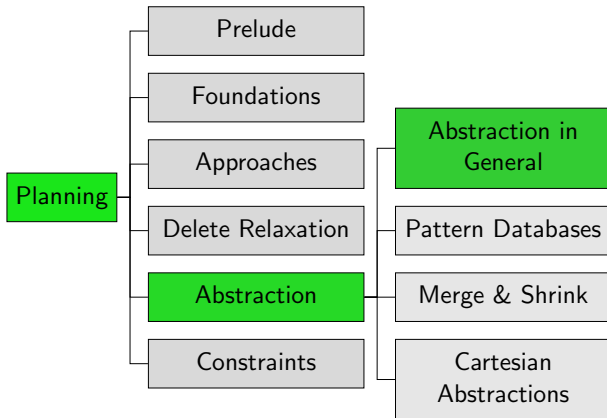 Planning
Prelude
Foundations
Approaches
Delete Relaxation
Abstraction
Constraints
Abstraction in
General
Pattern Databases
Merge & Shrink
Cartesian
Abstractions